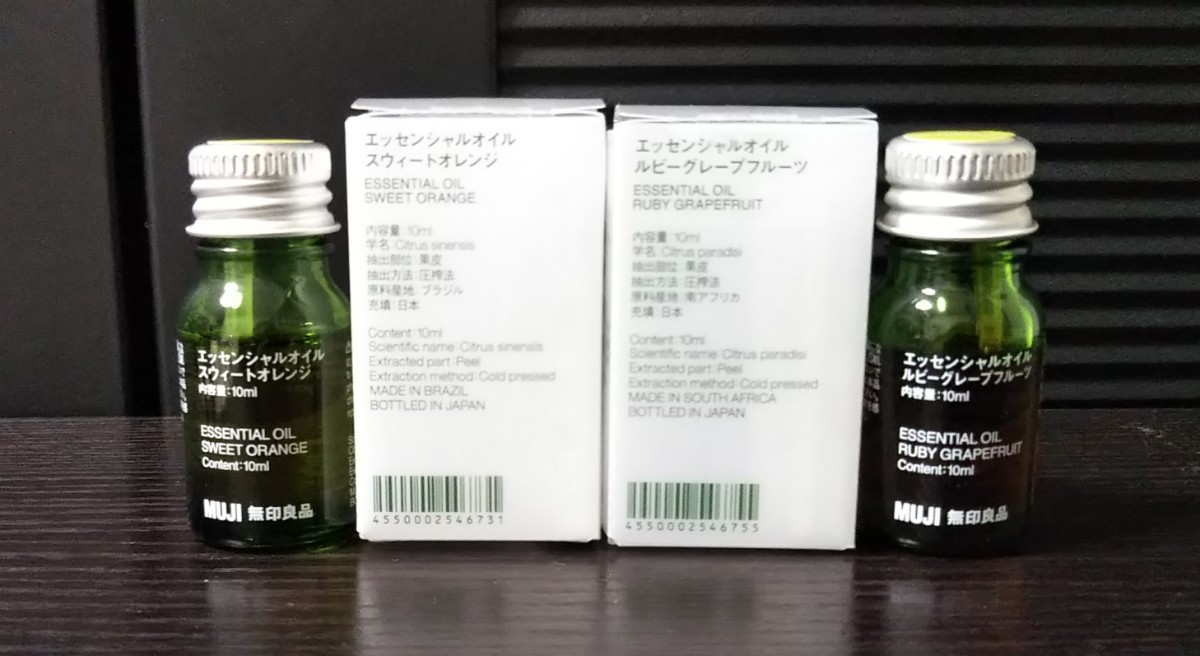 エッセンシャルオイル
スウィートオレンジ
内容量:10ml
ESSENTIAL OIL
SWEET ORANGE
Content:10ml
MUJI 無印良品
エッセンシャルオイル
スウィートオレンジ
ESSENTIAL OIL
SWEET ORANGE
内容量:10ml
学名:Citrus sinensis
抽出部位:果皮
抽出方法:圧搾法
原料産地:ブラジル
充填:日本
Content:10ml
Scientific name:Citrus sinensis
Extracted part:Peel
Extraction method:Cold pressed
MADE IN BRAZIL
BOTTLED IN JAPAN
4550002546731
エッセンシャルオイル
ルビーグレープフルーツ
ESSENTIAL OIL
RUBY GRAPEFRUIT
内容量:10ml
学名:Citrus paradisi
抽出部位:果皮
抽出方法:圧搾法
原料産地:南アフリカ
充填:日本
Content:10ml
Scientific name:Citrus paradisi
Extracted part:Peel
Extraction method:Cold pressed
MADE IN SOUTH AFRICA
BOTTLED IN JAPAN
4550002546755
エッセンシャルオイル
ルビーグレープフルーツ
内容量:10ml
ESSENTIAL OIL
RUBY GRAPEFRUIT
Content:10ml
MUJI 無印良品